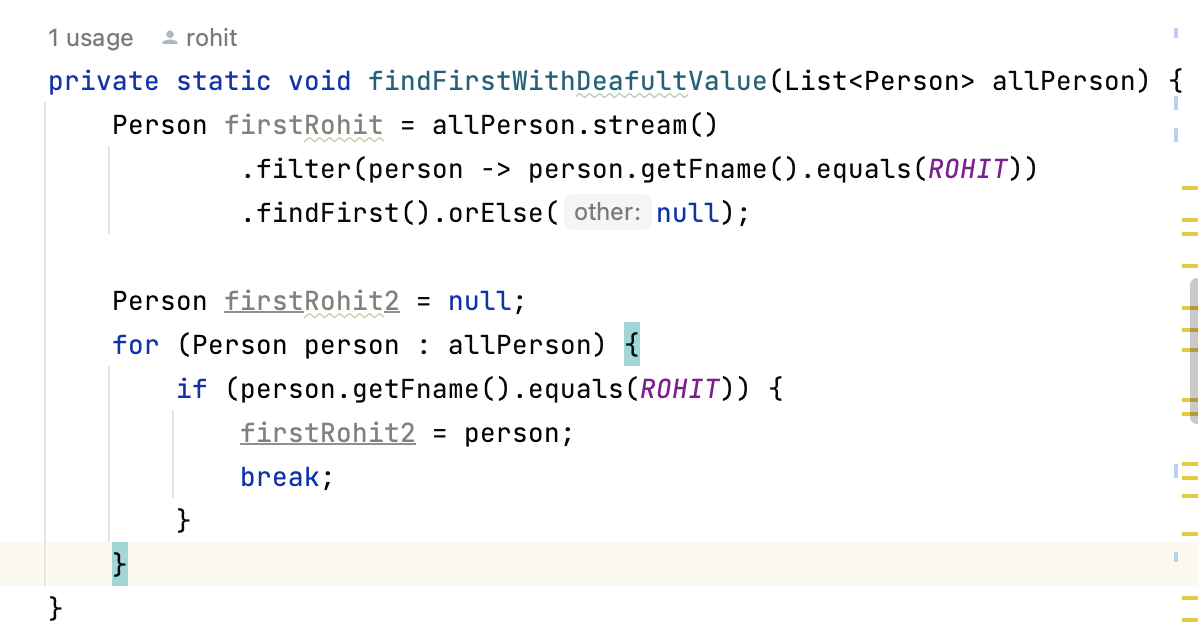 1 usage rohit
private static void findFirstWithDeafultValue(List<Person> allPerson) {
Person firstRohit = allPerson.stream()
.filter(person -> person.getFname().equals(ROHIT))
.findFirst().orElse( other: null);
Person firstRohit2 = null;
for (Person person : allPerson) {
if (person.getFname().equals(ROHIT)) {
firstRohit2 = person;
break;
}
}
}